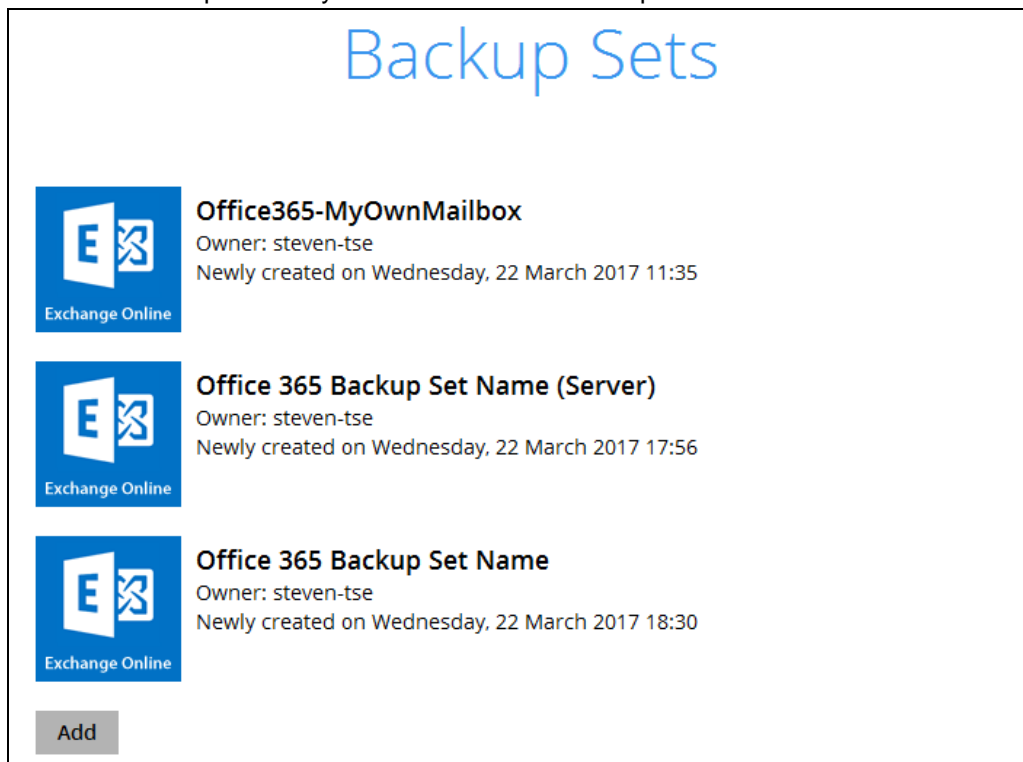 Backup Sets
E
Exchange Online
Office365-MyOwnMailbox
Owner: steven-tse
Newly created on Wednesday, 22 March 2017 11:35
E
Exchange Online
Office 365 Backup Set Name (Server)
Owner: steven-tse
Newly created on Wednesday, 22 March 2017 17:56
E
Exchange Online
Office 365 Backup Set Name
Owner: steven-tse
Newly created on Wednesday, 22 March 2017 18:30
Add